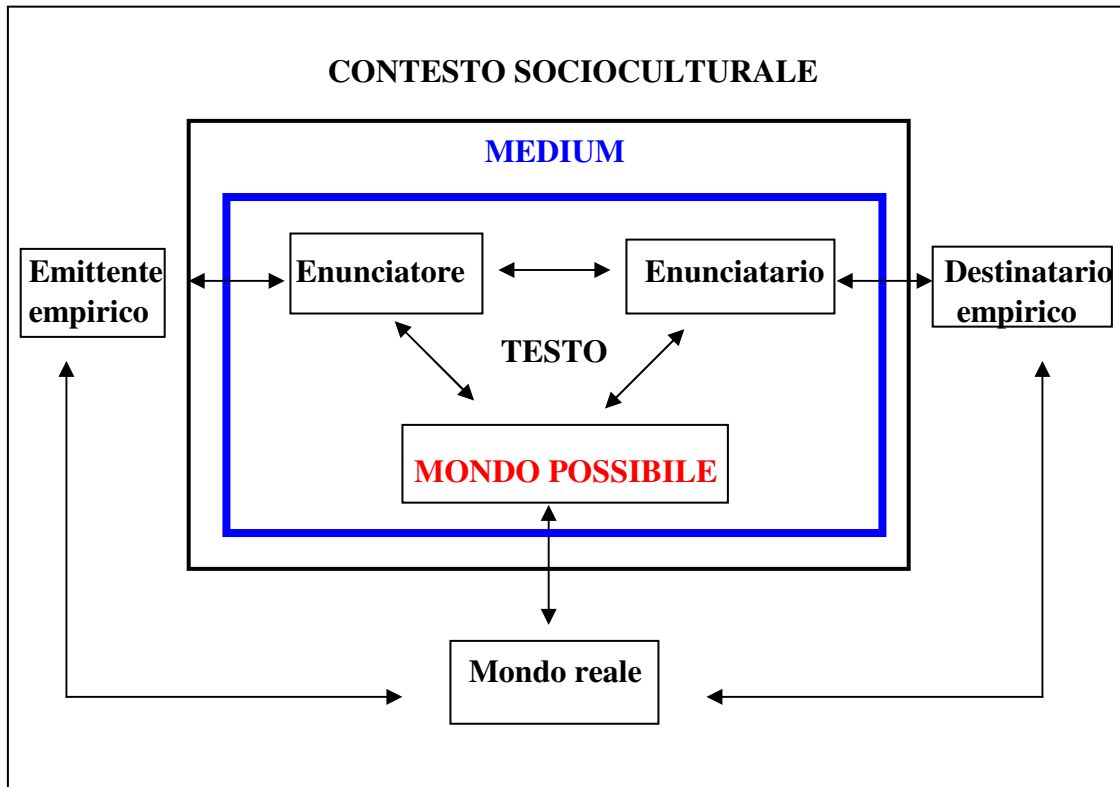 CONTESTO SOCIOCULTURALE
MEDIUM
Emittente
empirico
Enunciatore
Enunciatario
Destinatario
empirico
TESTO
MONDO POSSIBILE
Mondo reale